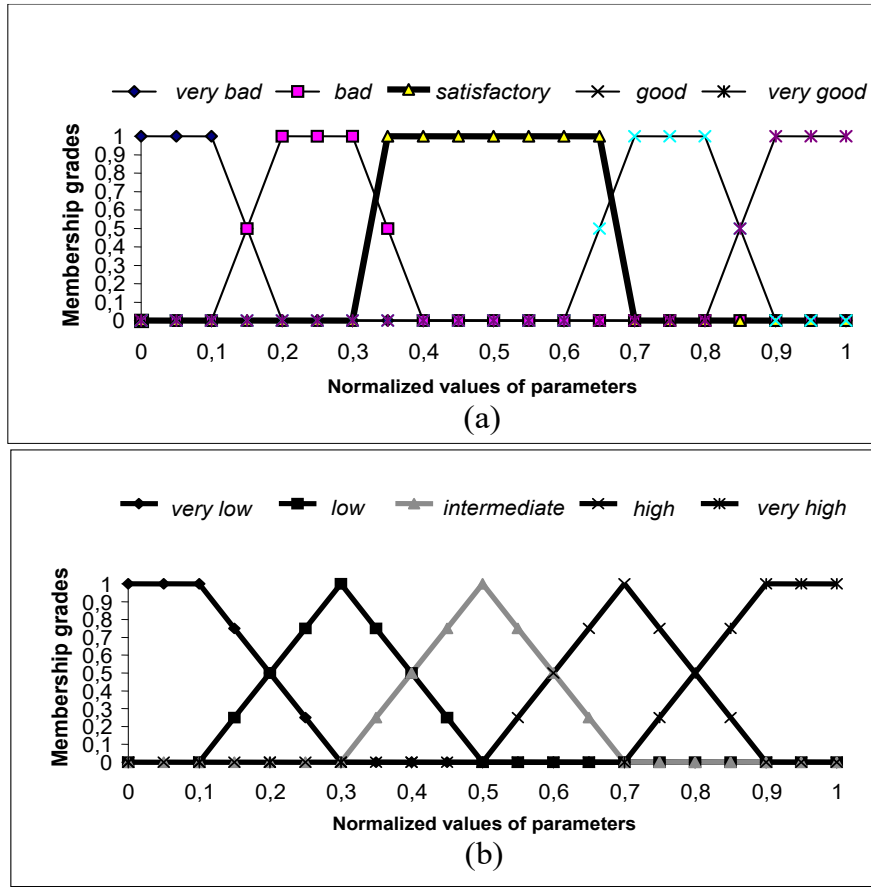 very bad bad satisfactory good very good
Membership grades
1
0,9
0,8
0,7
0,6
0,5
0,4
0,3
0,2
0,1
0
0 0,1 0,2 0,3 0,4 0,5 0,6 0,7 0,8 0,9 1
Normalized values of parameters
(a)
very low low intermediate high very high
Membership grades
1
0,9
0,8
0,7
0,6
0,5
0,4
0,3
0,2
0,1
0
0 0,1 0,2 0,3 0,4 0,5 0,6 0,7 0,8 0,9 1
Normalized values of parameters
(b)